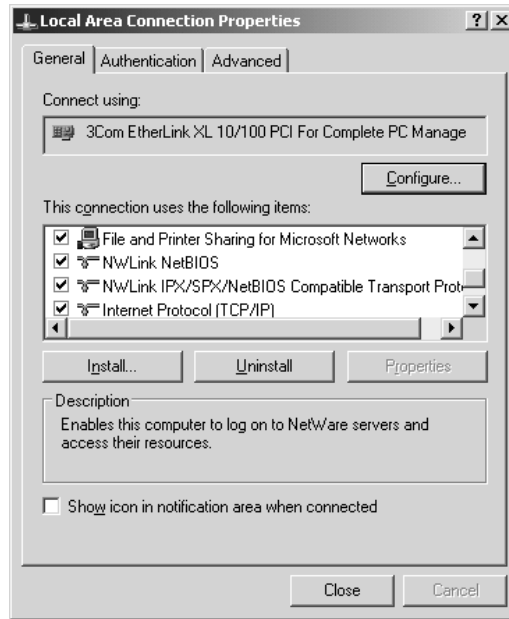 Local Area Connection Properties
General
Authentication
Advanced
Connect using:
3Com EtherLink XL 10/100 PCI For Complete PC Manage
Configure...
This connection uses the following items:
File and Printer Sharing for Microsoft Networks
NWLink NetBIOS
NWLink IPX/SPX/NetBIOS Compatible Transport Proto
Internet Protocol (TCP/IP)
Install...
Uninstall
Properties
Description
Enables this computer to log on to NetWare servers and
access their resources.
Show icon in notification area when connected
Close
Cancel